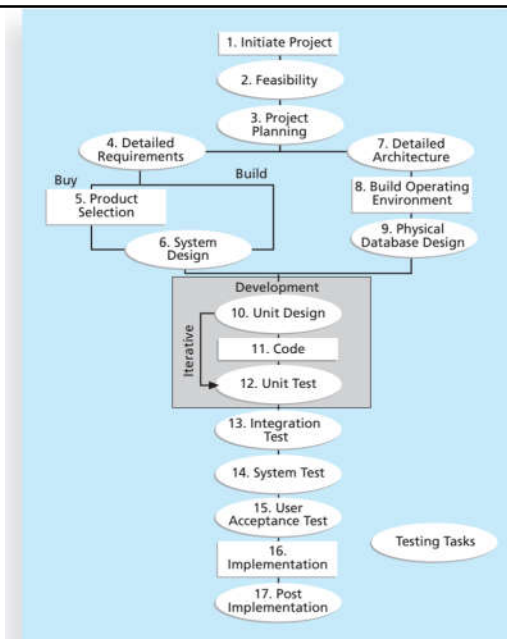 1. Initiate Project
2. Feasibility
3. Project
Planning
4. Detailed
Requirements
7. Detailed
Architecture
Buy
Build
5. Product
Selection
8. Build Operating
Environment
6. System
Design
9. Physical
Database Design
Development
10. Unit Design
Iterative
11. Code
12. Unit Test
13. Integration
Test
14. System Test
15. User
Acceptance Test
16.
Implementation
Testing Tasks
17. Post
Implementation